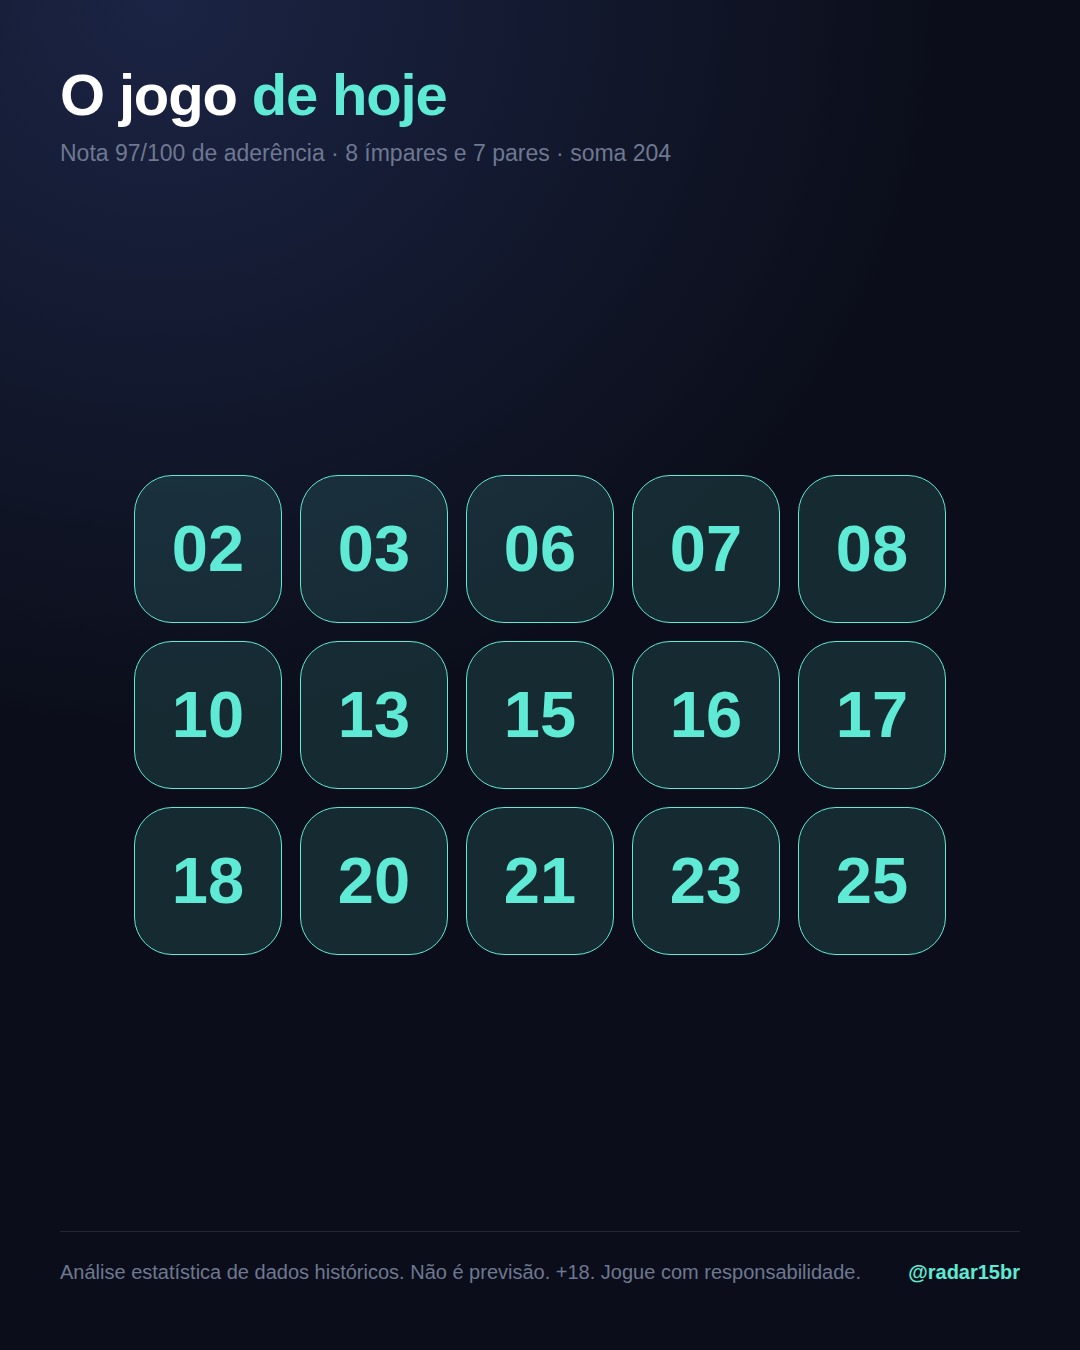 O jogo de hoje
Nota 97/100 de aderência · 8 ímpares e 7 pares · soma 204
02 03 06 07 08
10 13 15 16 17
18 20 21 23 25
Análise estatística de dados históricos. Não é previsão. +18. Jogue com responsabilidade. @radar15br